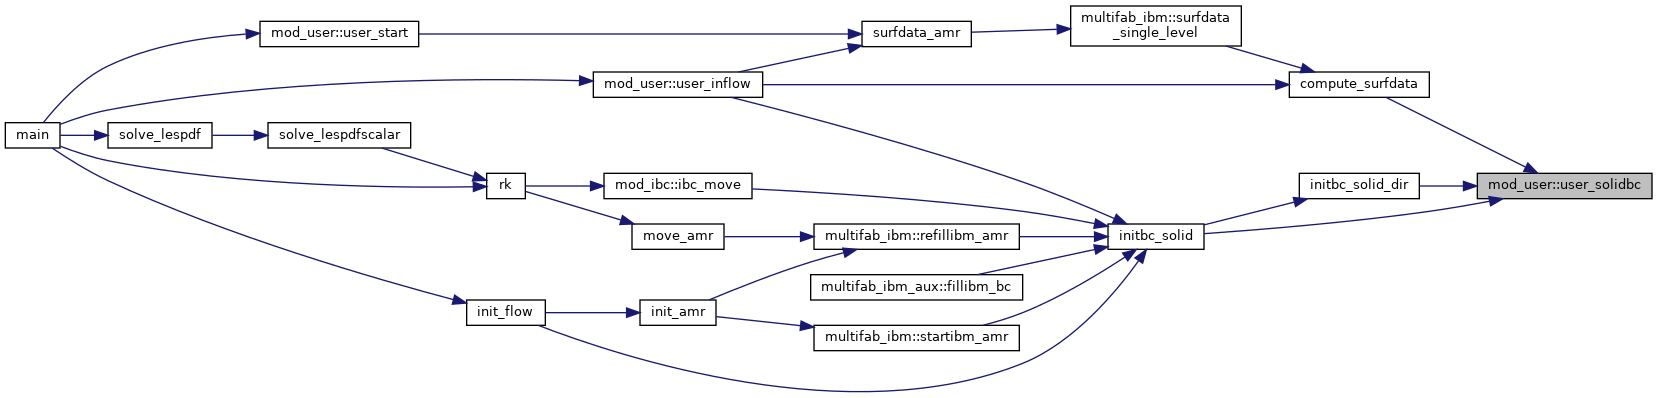 multifab_ibm::surfdata
_single_level
mod_user::user_start
surfdata_amr
mod_user::user_inflow
compute_surfdata
main
solve_lespdf
solve_lespdfscalar
rk
mod_ibc::ibc_move
initbc_solid_dir
mod_user::user_solidbc
move_amr
multifab_ibm::refillibm_amr
initbc_solid
multifab_ibm_aux::fillibm_bc
init_flow
init_amr
multifab_ibm::startibm_amr